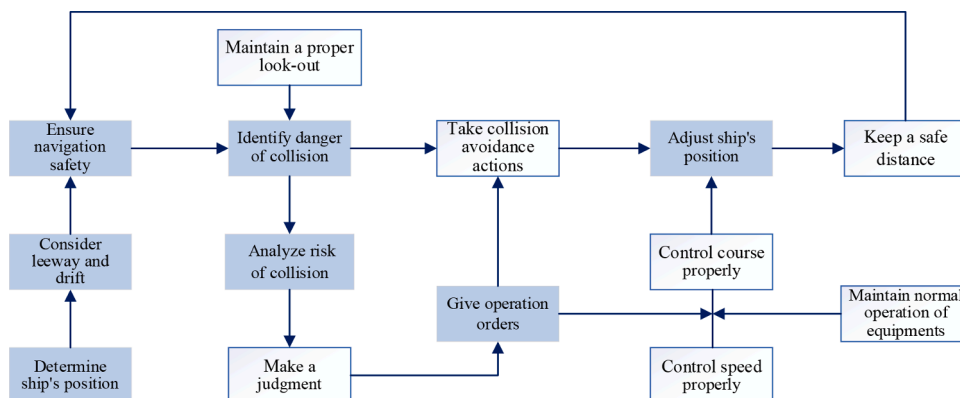 Maintain a proper
look-out
Ensure
navigation
safety
Identify danger
of collision
Take collision
avoidance
actions
Adjust ship's
position
Keep a safe
distance
Consider
leeway and
drift
Analyze risk
of collision
Control course
properly
Give operation
orders
Maintain normal
operation of
equipments
Determine
ship's position
Make a
judgment
Control speed
properly